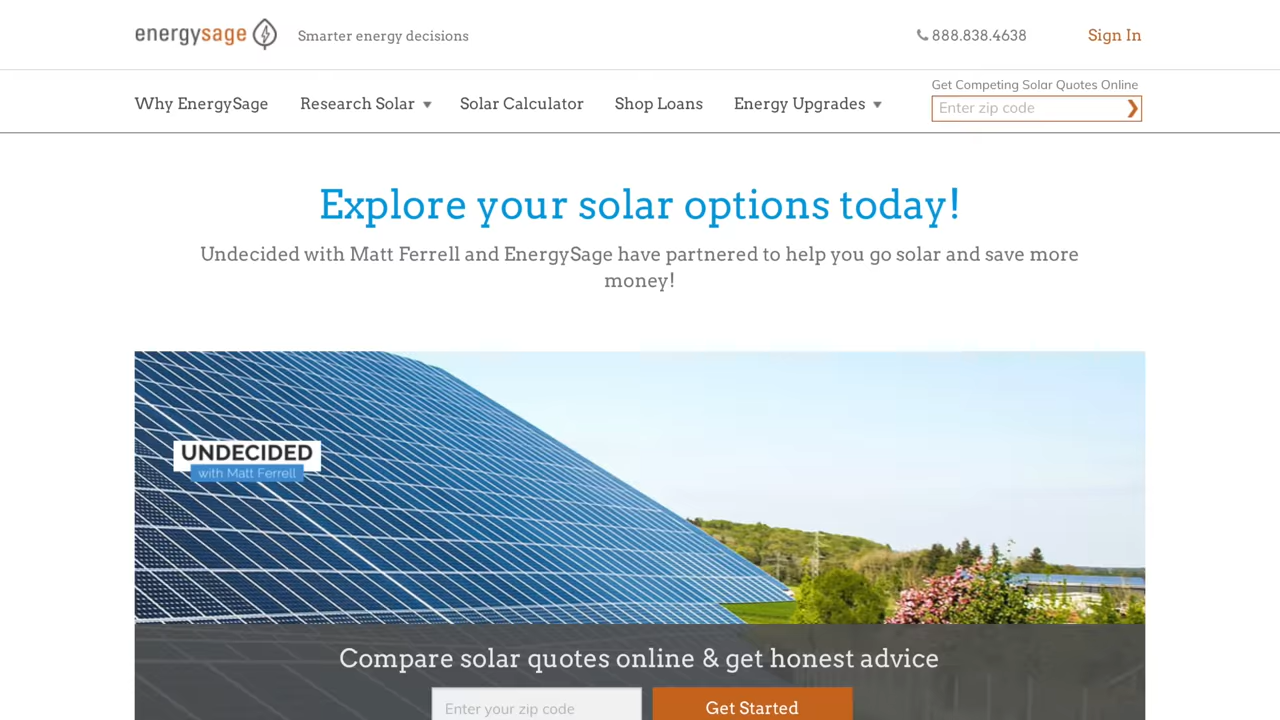 energysage
Smarter energy decisions
888.838.4638
Sign In
Why EnergySage
Research Solar
Solar Calculator
Shop Loans
Energy Upgrades
Get Competing Solar Quotes Online
Enter zip code
Explore your solar options today!
Undecided with Matt Ferrell and EnergySage have partnered to help you go solar and save more
money!
UNDECIDED
with Matt Ferrell
Compare solar quotes online & get honest advice
Enter your zip code
Get Started